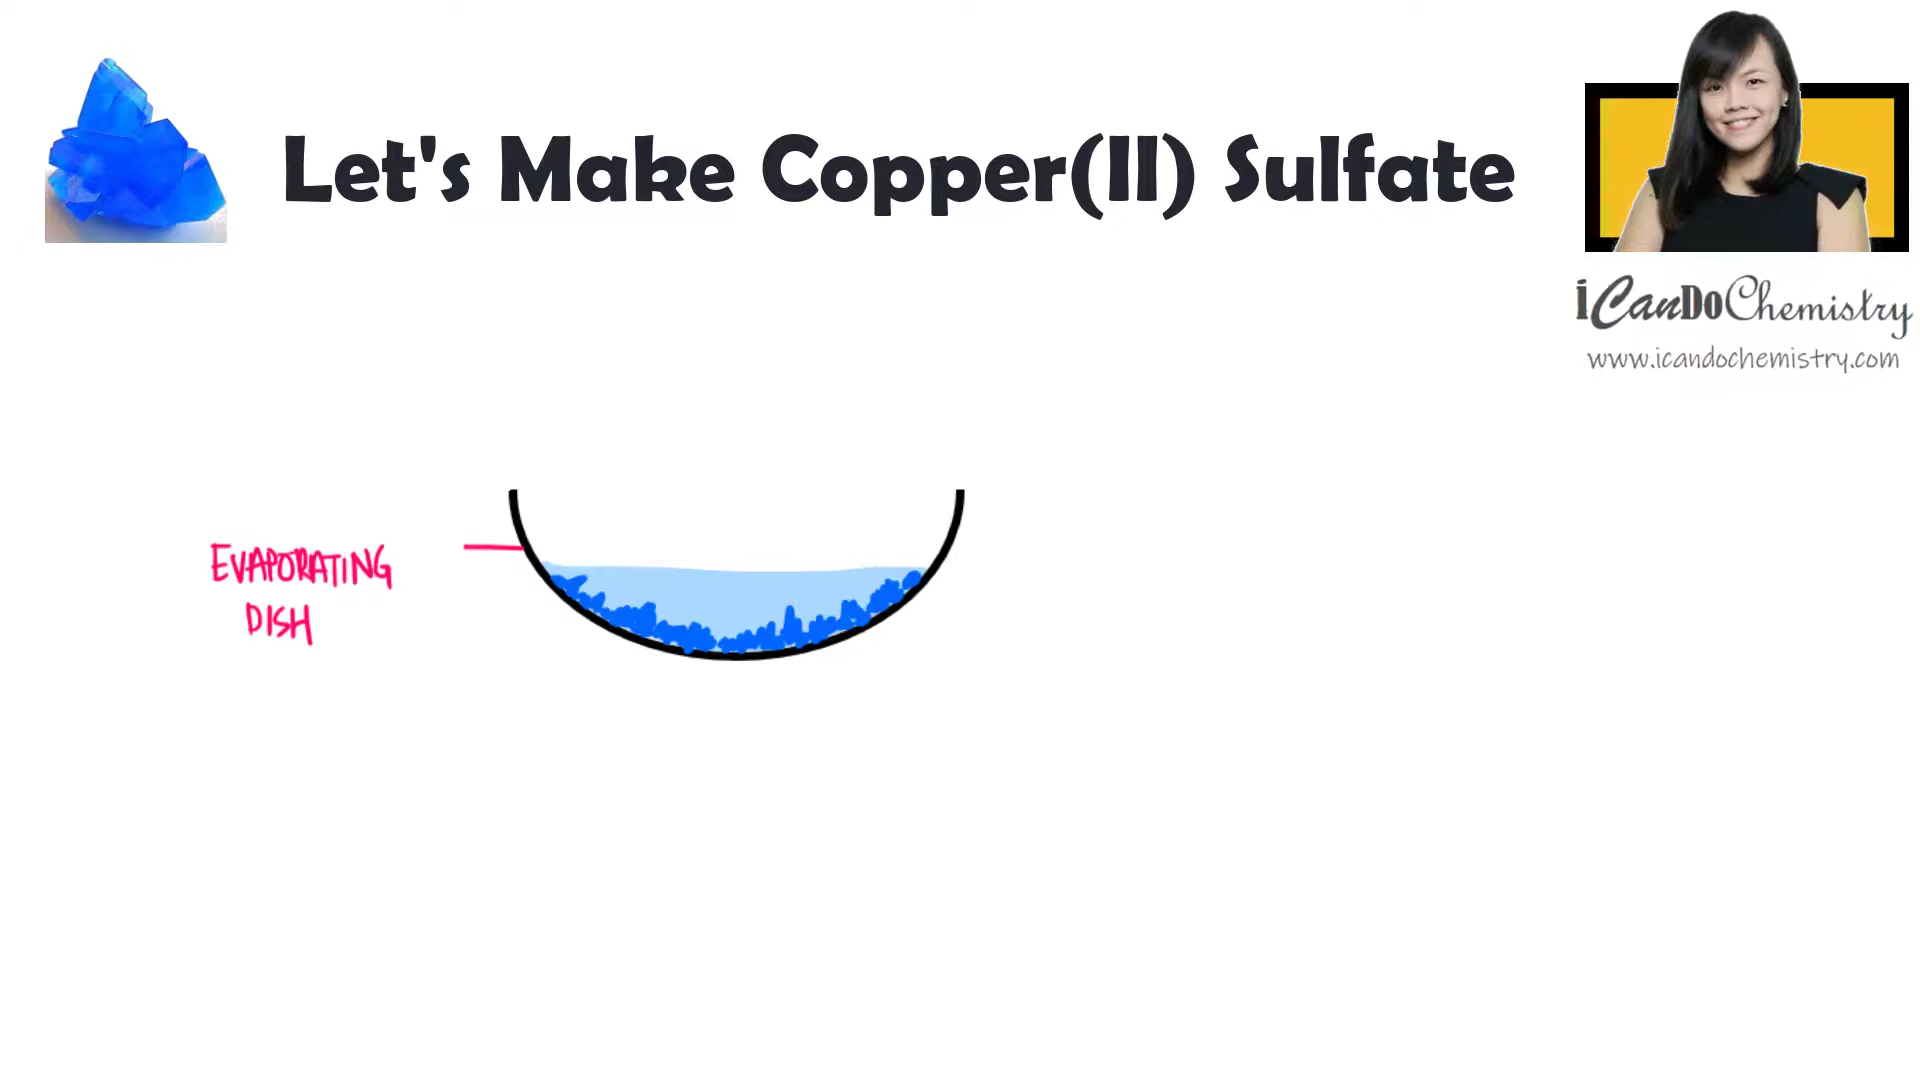 Let's Make Copper(II) Sulfate
iCanDoChemistry
www.icandochemistry.com
EVAPORATING
DISH